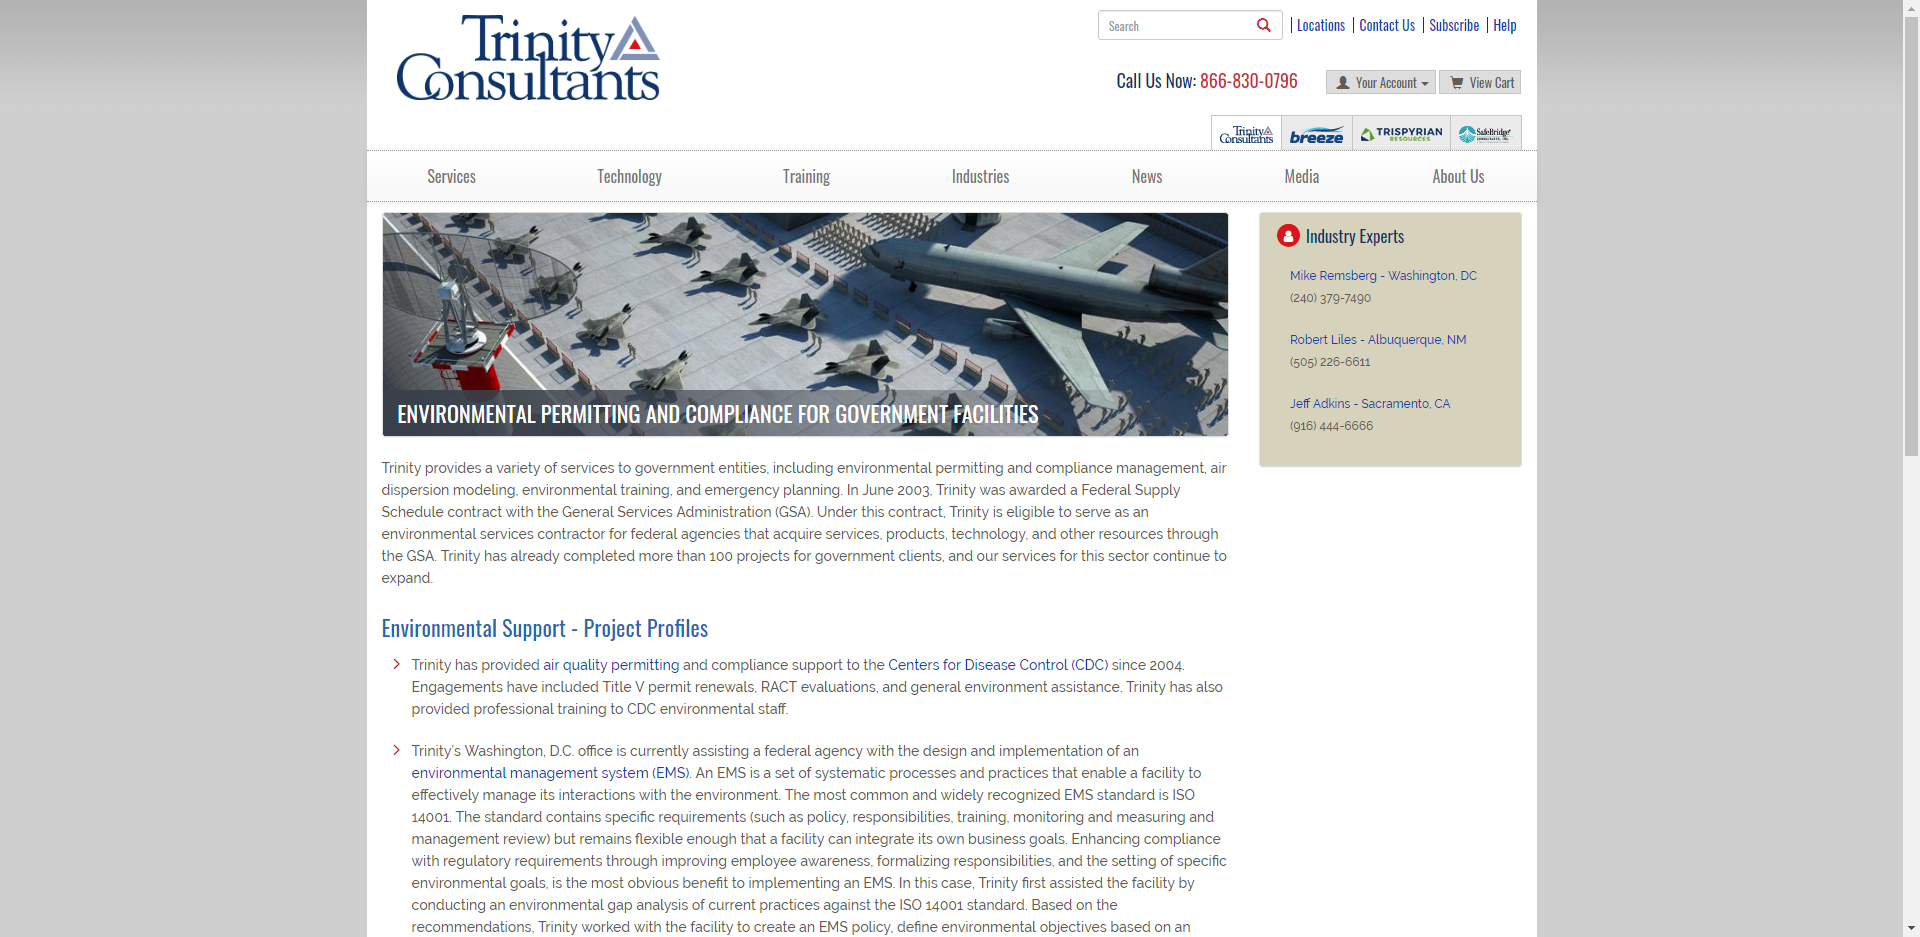 Trinity
Consultants
Search
Locations
Contact Us
Subscribe
Help
Call Us Now: 866-830-0796
Your Account
View Cart
Trinity
Consultants
breeze
TRISPYRIAN
RESOURCES
SafeBridge
Services
Technology
Training
Industries
News
Media
About Us
ENVIRONMENTAL PERMITTING AND COMPLIANCE FOR GOVERNMENT FACILITIES
Industry Experts
Mike Remsberg - Washington, DC
(240) 379-7490
Robert Liles - Albuquerque, NM
(505) 226-6611
Jeff Adkins - Sacramento, CA
(916) 444-6666
Trinity provides a variety of services to government entities, including environmental permitting and compliance management, air
dispersion modeling, environmental training, and emergency planning. In June 2003, Trinity was awarded a Federal Supply
Schedule contract with the General Services Administration (GSA). Under this contract, Trinity is eligible to serve as an
environmental services contractor for federal agencies that acquire services, products, technology, and other resources through
the GSA. Trinity has already completed more than 100 projects for government clients, and our services for this sector continue to
expand.
Environmental Support - Project Profiles
Trinity has provided air quality permitting and compliance support to the Centers for Disease Control (CDC) since 2004.
Engagements have included Title V permit renewals, RACT evaluations, and general environment assistance. Trinity has also
provided professional training to CDC environmental staff.
Trinity's Washington, D.C. office is currently assisting a federal agency with the design and implementation of an
environmental management system (EMS). An EMS is a set of systematic processes and practices that enable a facility to
effectively manage its interactions with the environment. The most common and widely recognized EMS standard is ISO
14001. The standard contains specific requirements (such as policy, responsibilities, training, monitoring and measuring and
management review) but remains flexible enough that a facility can integrate its own business goals. Enhancing compliance
with regulatory requirements through improving employee awareness, formalizing responsibilities, and the setting of specific
environmental goals, is the most obvious benefit to implementing an EMS. In this case, Trinity first assisted the facility by
conducting an environmental gap analysis of current practices against the ISO 14001 standard. Based on the
recommendations, Trinity worked with the facility to create an EMS policy, define environmental objectives based on an